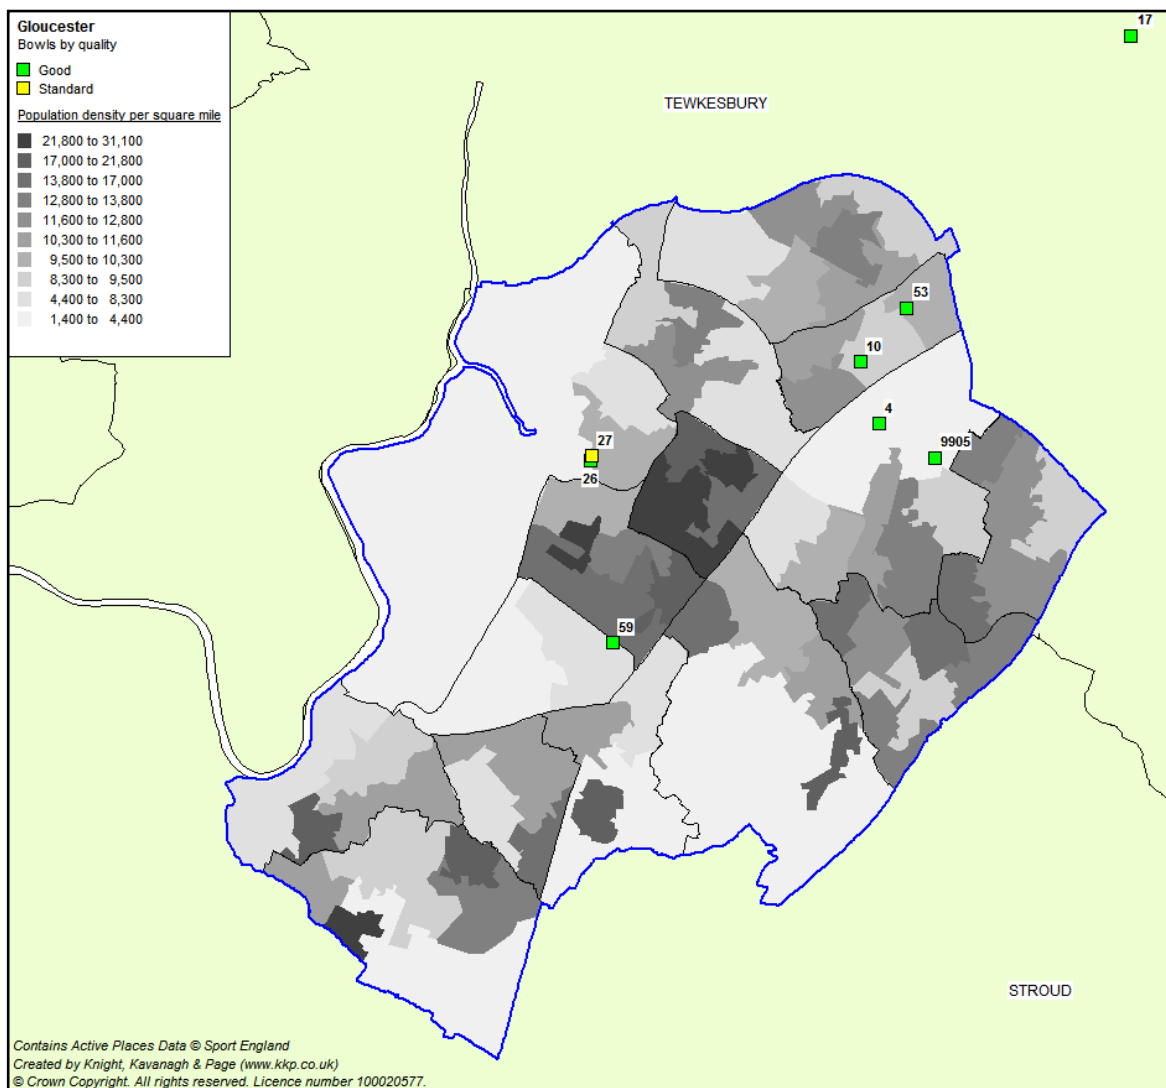 Gloucester
Bowls by quality
Good
Standard
Population density per square mile
21,800 to 31,100
17,000 to 21,800
13,800 to 17,000
12,800 to 13,800
11,600 to 12,800
10,300 to 11,600
9,500 to 10,300
8,300 to 9,500
4,400 to 8,300
1,400 to 4,400
17
TEWKESBURY
53
10
4
9905
27
26
59
STROUD
Contains Active Places Data © Sport England
Created by Knight, Kavanagh & Page (www.kkp.co.uk)
© Crown Copyright. All rights reserved. Licence number 100020577.